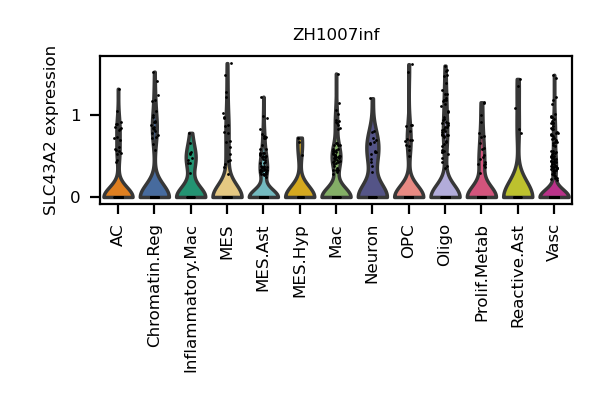 ZH1007inf
SLC43A2 expression
1
0
AC
Chromatin.Reg
Inflammatory.Mac
MES
MES.Ast
MES.Hyp
Mac
Neuron
OPC
Oligo
Prolif.Metab
Reactive.Ast
Vasc